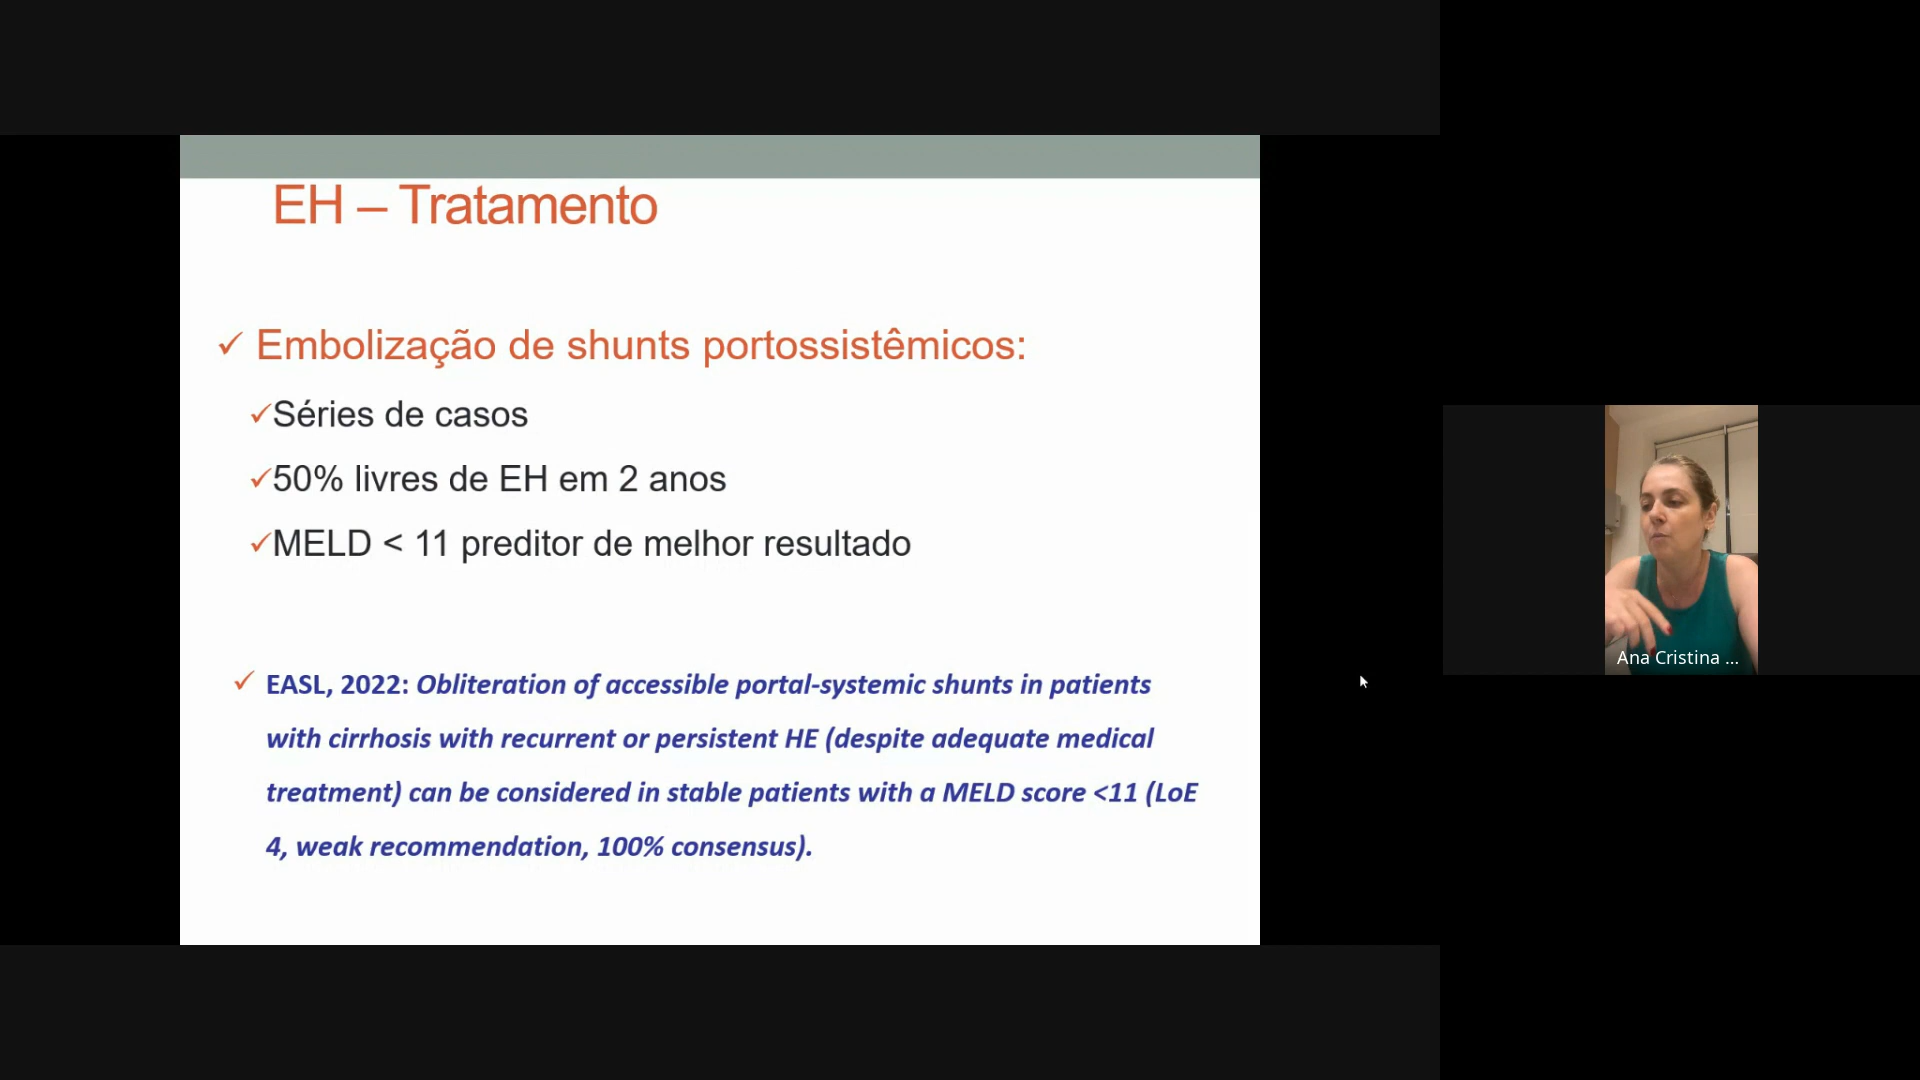 EH – Tratamento
✓ Embolização de shunts portossistêmicos:
✓Séries de casos
✓50% livres de EH em 2 anos
✓MELD < 11 preditor de melhor resultado
✓ EASL, 2022: Obliteration of accessible portal-systemic shunts in patients
with cirrhosis with recurrent or persistent HE (despite adequate medical
treatment) can be considered in stable patients with a MELD score <11 (LoE
4, weak recommendation, 100% consensus).
Ana Cristina ...